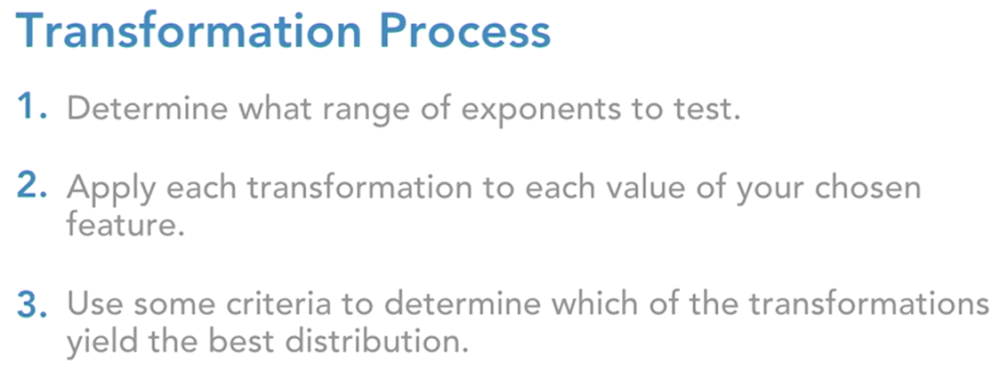 Transformation Process
1. Determine what range of exponents to test.
2. Apply each transformation to each value of your chosen
feature.
3. Use some criteria to determine which of the transformations
yield the best distribution.